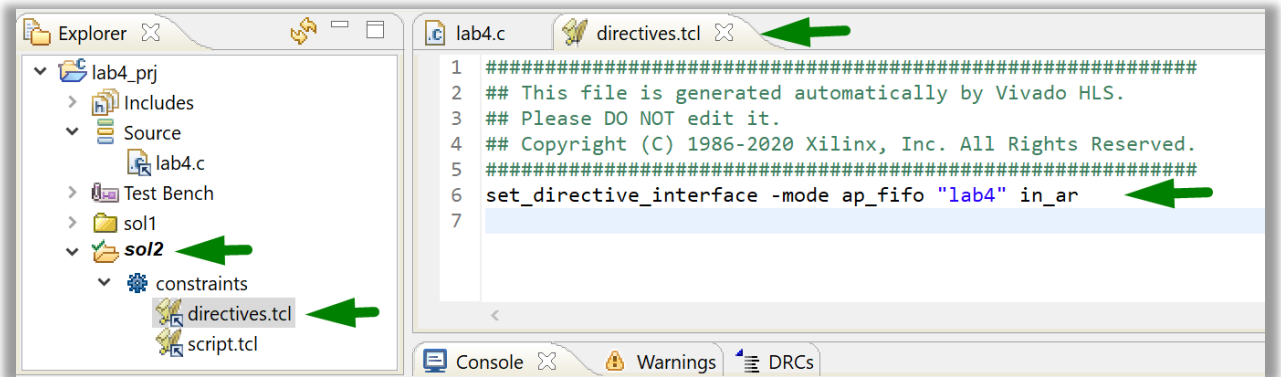 Explorer
lab4_prj
Includes
Source
lab4.c
Test Bench
sol1
sol2
constraints
directives.tcl
script.tcl
lab4.c directives.tcl
1 ###########################################################
2 ## This file is generated automatically by Vivado HLS.
3 ## Please DO NOT edit it.
4 ## Copyright (C) 1986-2020 Xilinx, Inc. All Rights Reserved.
5 ###########################################################
6 set_directive_interface -mode ap_fifo "lab4" in_ar
7
Console Warnings DRCs